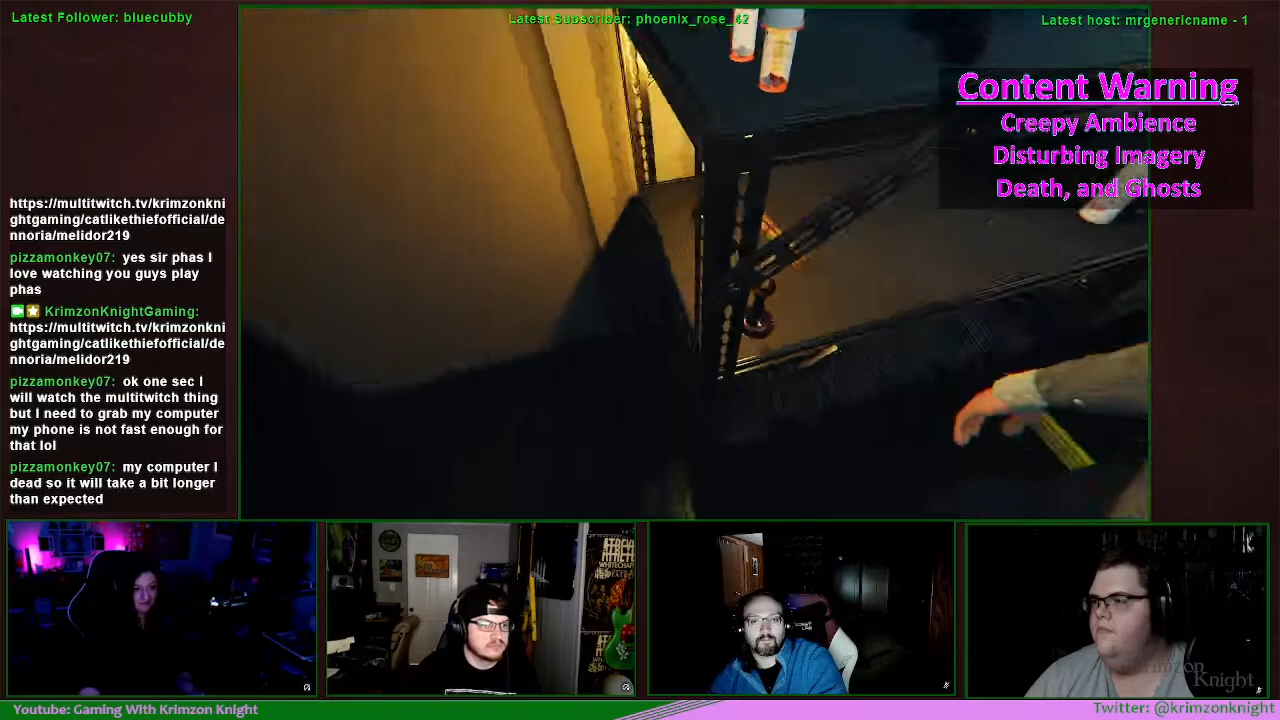 Latest Follower: bluecubby
Latest Subscriber: phoenix_rose_42
Latest host: mrgenericname - 1
Content Warning
Creepy Ambience
Disturbing Imagery
Death, and Ghosts
https://multitwitch.tv/krimzonkni
ghtgaming/catlikethiefofficial/de
nnoria/melidor219
pizzamonkey07: yes sir phas I
love watching you guys play
phas
KrimzonKnightGaming:
https://multitwitch.tv/krimzonkni
ghtgaming/catlikethiefofficial/de
nnoria/melidor219
pizzamonkey07: ok one sec I
will watch the multitwitch thing
but I need to grab my computer
my phone is not fast enough for
that lol
pizzamonkey07: my computer I
dead so it will take a bit longer
than expected
WHITECHAPEL
Krimzon
Knight
Youtube: Gaming With Krimzon Knight
Twitter: @krimzonknight